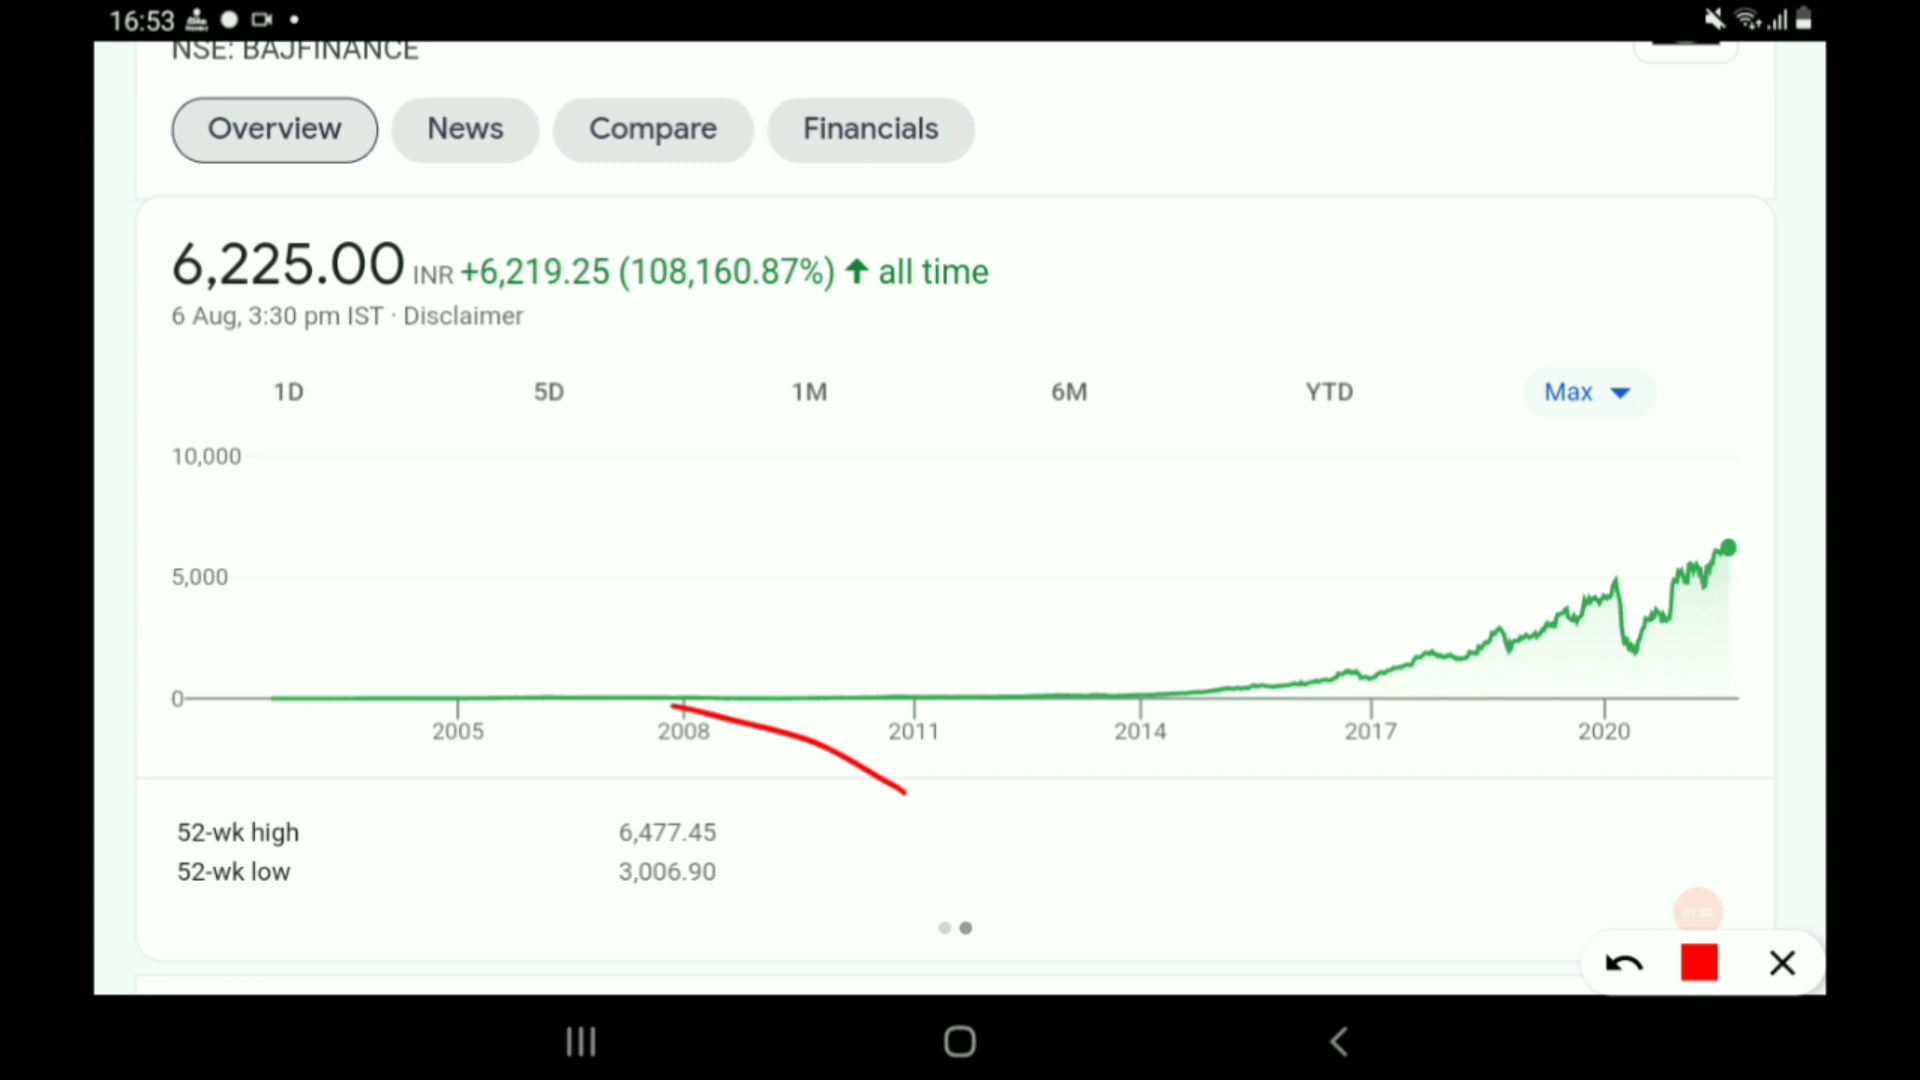 16:53
NSE: BAJFINANCE
Overview News Compare Financials
6,225.00 INR +6,219.25 (108,160.87%) ↑ all time
6 Aug, 3:30 pm IST · Disclaimer
1D 5D 1M 6M YTD Max
10,000
5,000
0
2005 2008 2011 2014 2017 2020
52-wk high 6,477.45
52-wk low 3,006.90